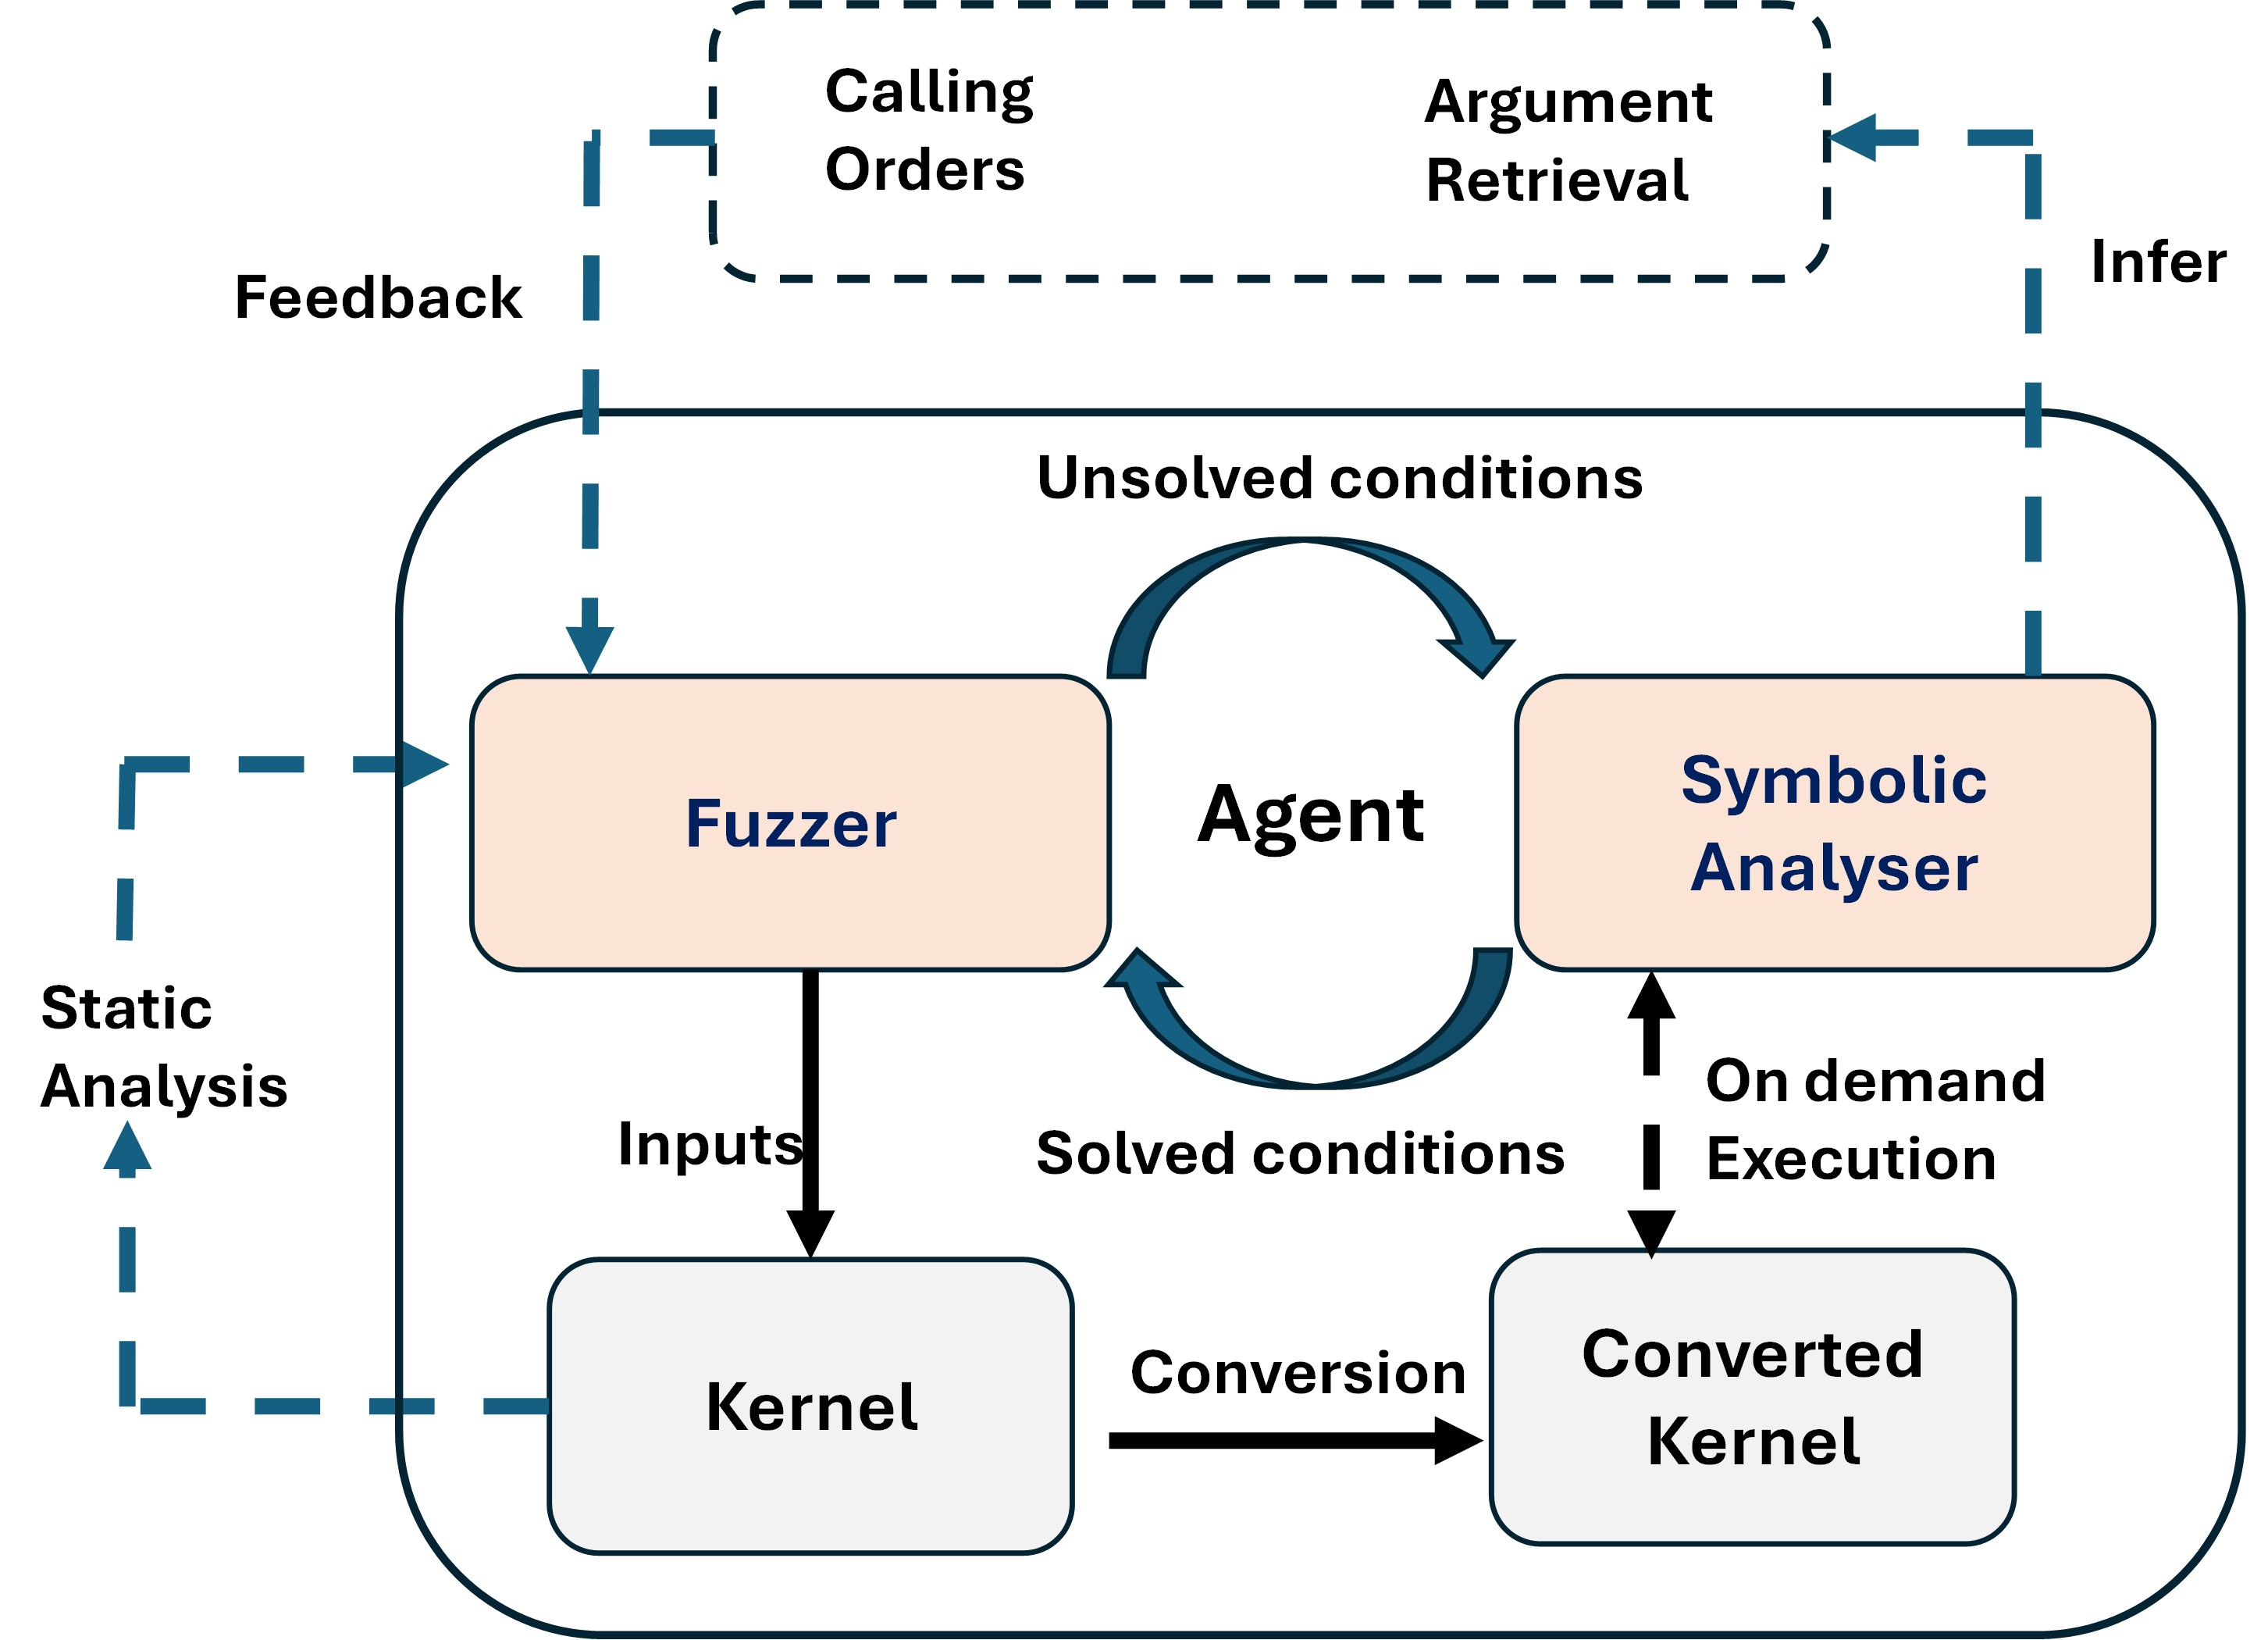 Calling
Orders
Argument
Retrieval
Feedback
Infer
Unsolved conditions
Fuzzer
Agent
Symbolic
Analyser
Static
Analysis
Inputs
Solved conditions
On demand
Execution
Kernel
Conversion
Converted
Kernel